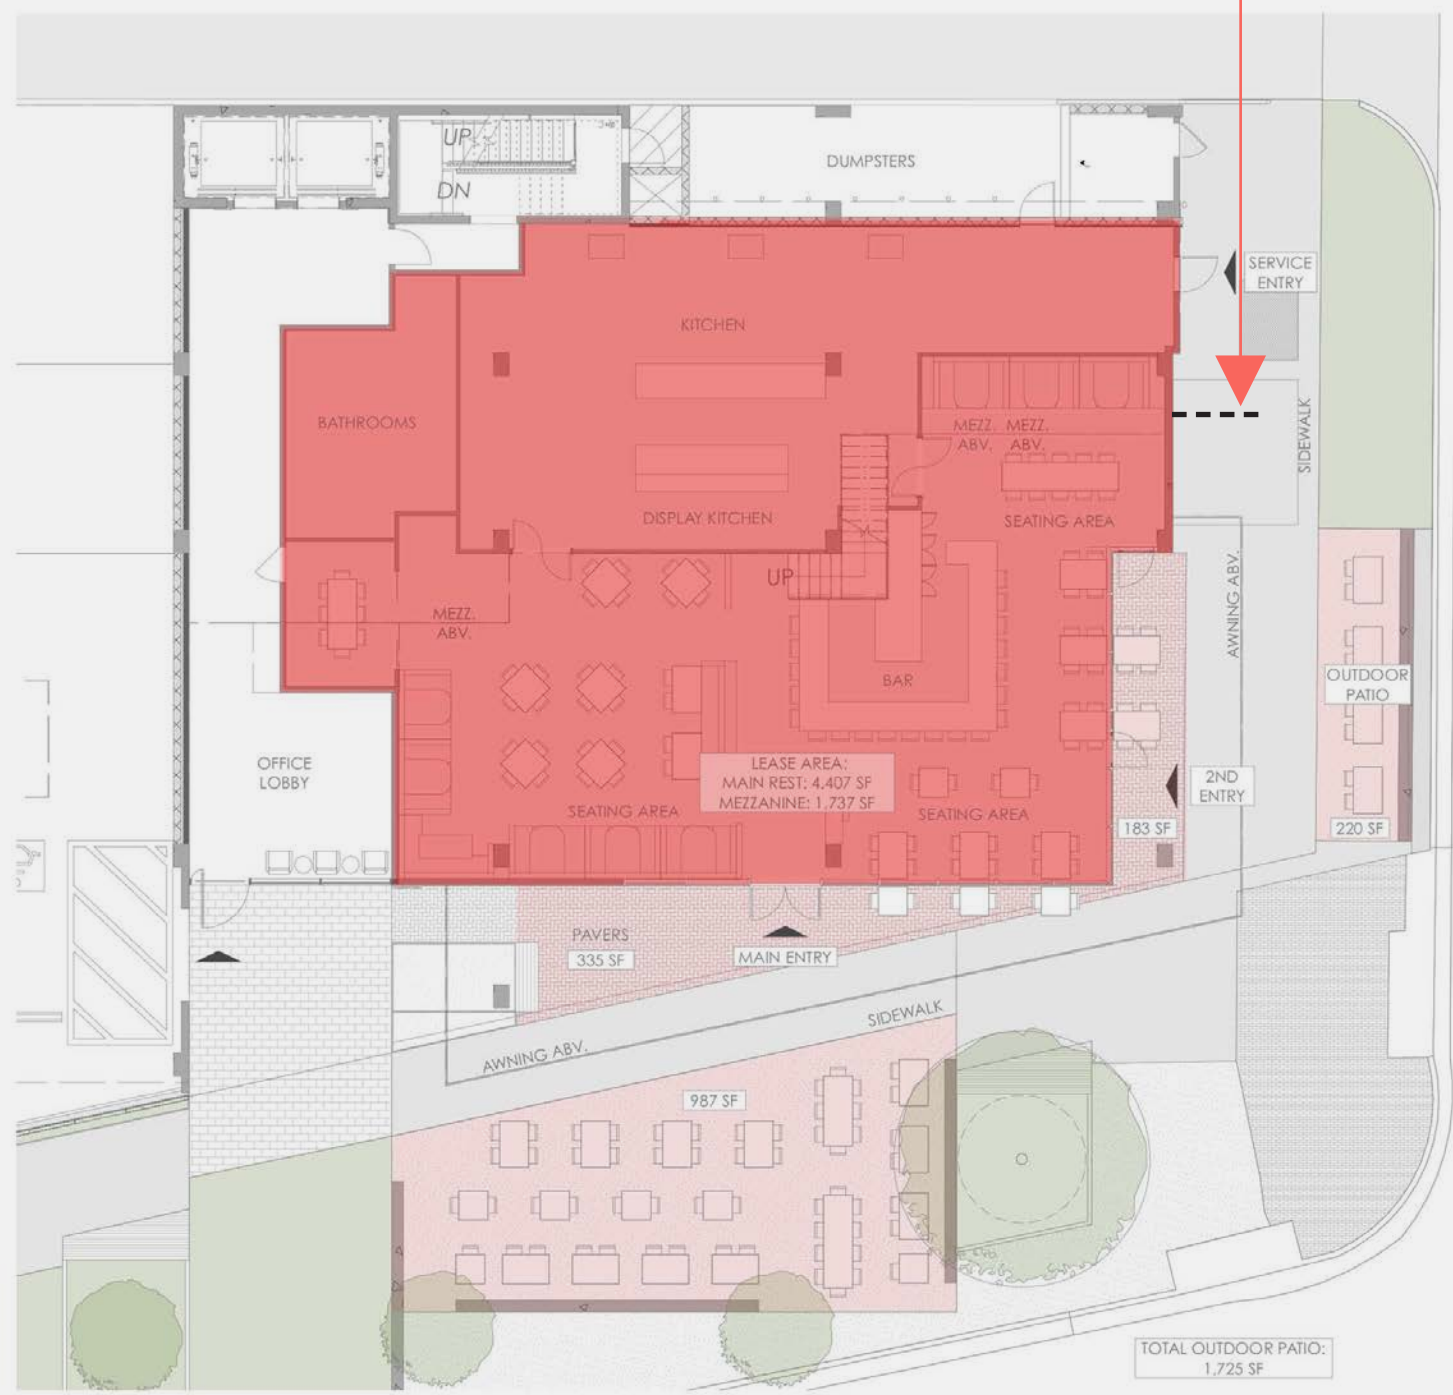 UP
DN
DUMPSTERS
SERVICE
ENTRY
KITCHEN
BATHROOMS
MEZZ. MEZZ.
ABV. ABV.
SIDEWALK
DISPLAY KITCHEN
SEATING AREA
UP
MEZZ.
ABV.
AWNING ABV.
BAR
OUTDOOR
PATIO
OFFICE
LOBBY
LEASE AREA:
MAIN REST: 4,407 SF
MEZZANINE: 1,737 SF
2ND
ENTRY
SEATING AREA
SEATING AREA
183 SF
220 SF
PAVERS
335 SF
MAIN ENTRY
SIDEWALK
AWNING ABV.
987 SF
TOTAL OUTDOOR PATIO:
1,725 SF